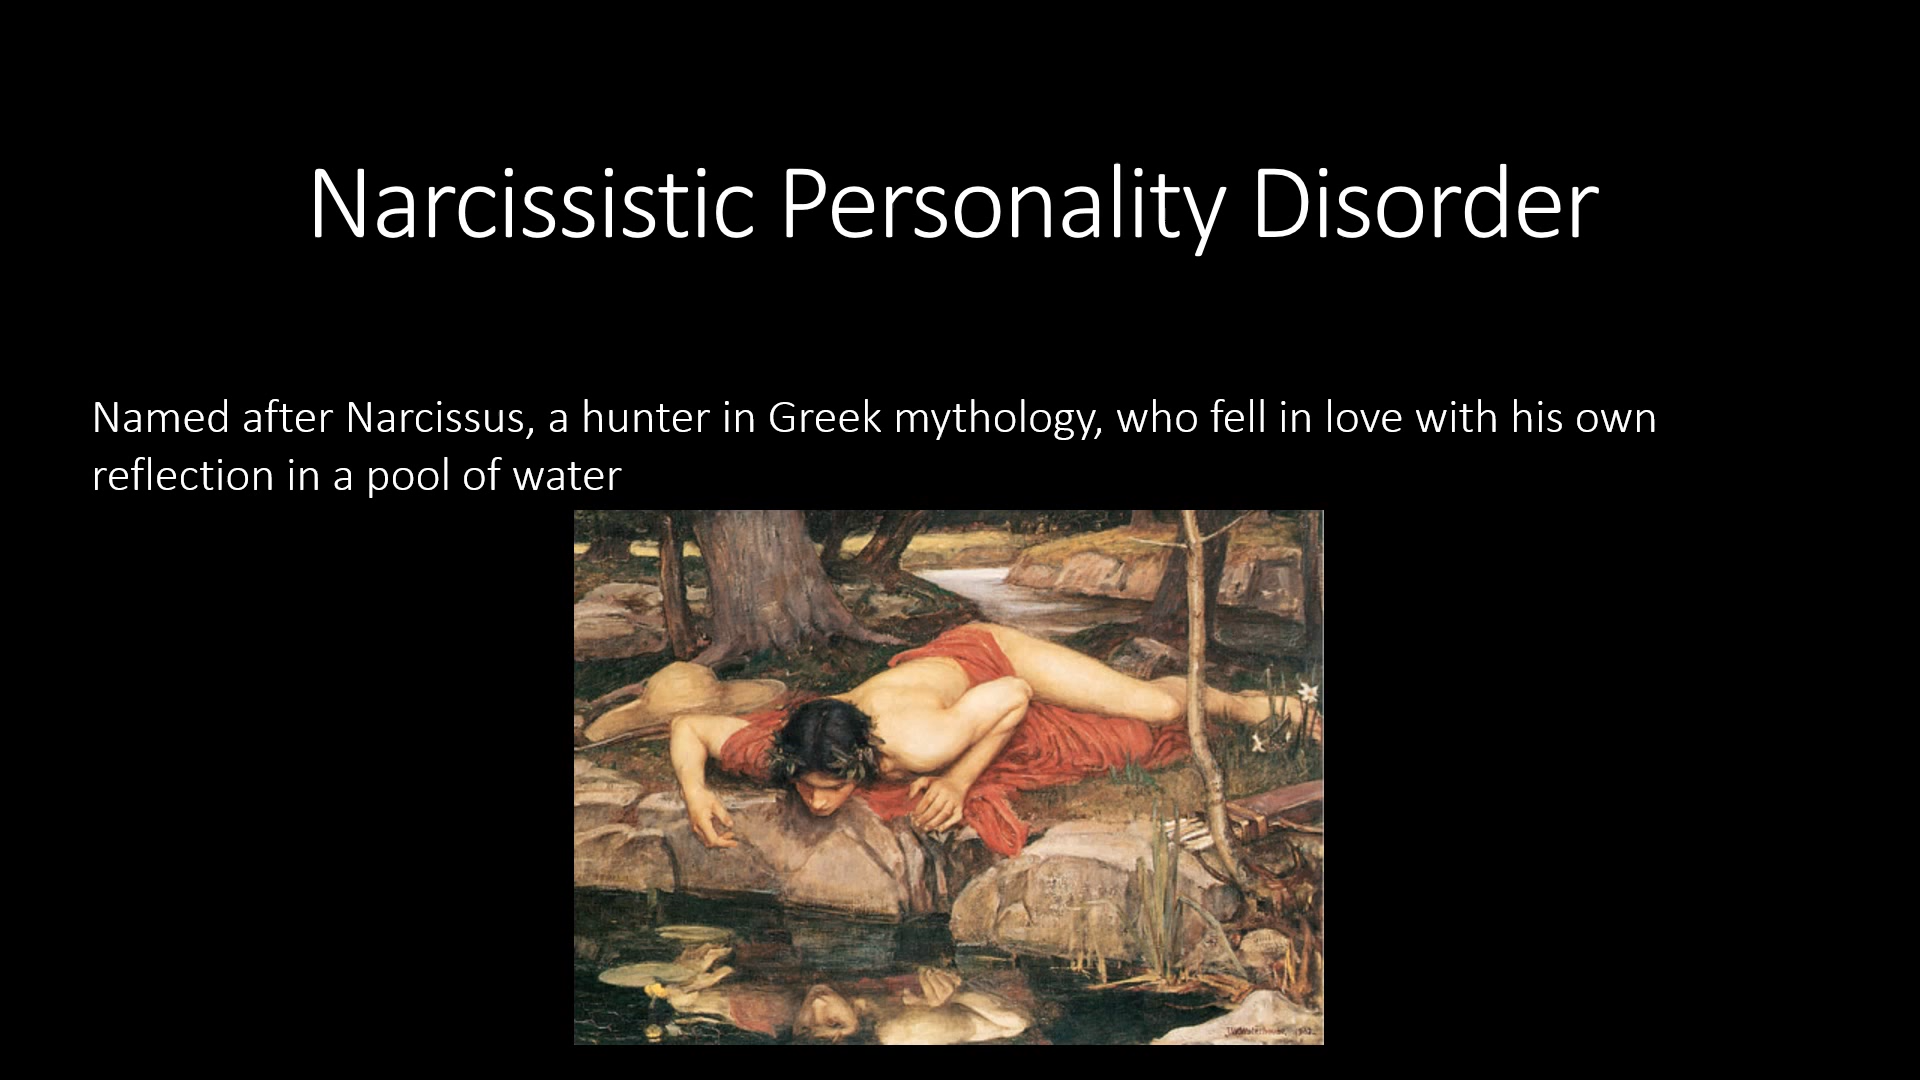 Narcissistic Personality Disorder
Named after Narcissus, a hunter in Greek mythology, who fell in love with his own
reflection in a pool of water